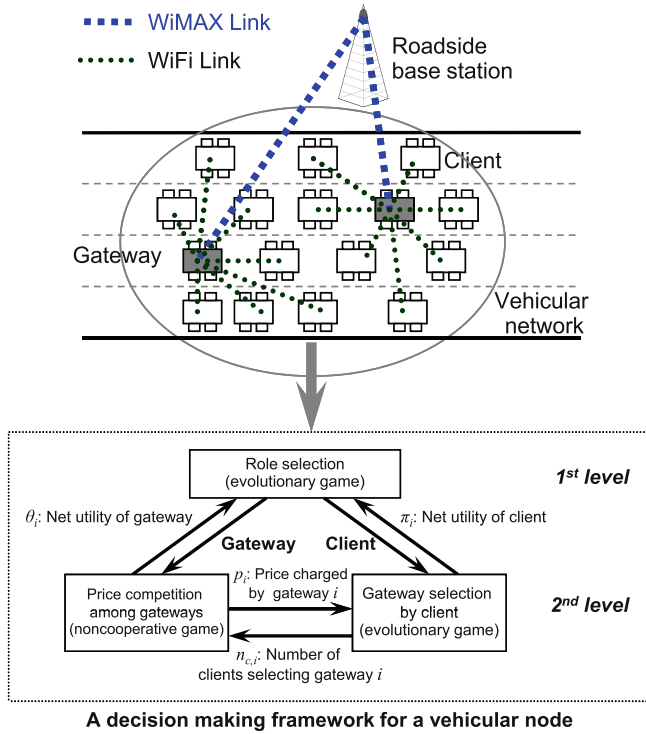 WiMAX Link
WiFi Link
Roadside
base station
Client
Gateway
Vehicular
network
Role selection
(evolutionary game)
1st level
θi: Net utility of gateway
πi: Net utility of client
Gateway
Client
Price competition
among gateways
(noncooperative game)
pi: Price charged
by gateway i
Gateway selection
by client
(evolutionary game)
2nd level
nc,i: Number of
clients selecting gateway i
A decision making framework for a vehicular node